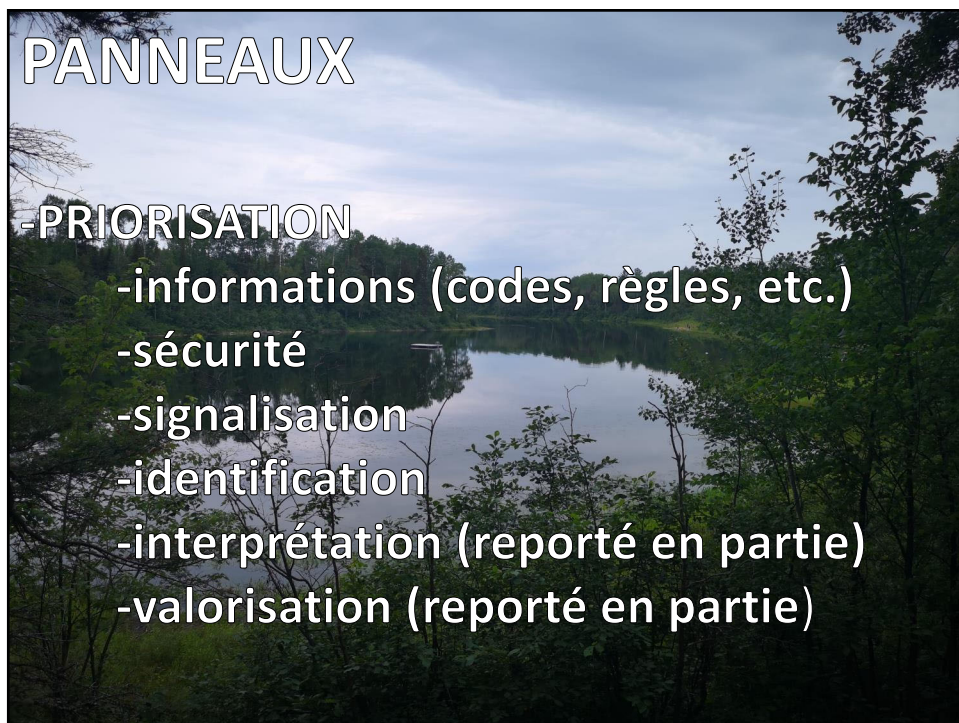 PANNEAUX
-PRIORISATION
-informations (codes, règles, etc.)
-sécurité
-signalisation
-identification
-interprétation (reporté en partie)
-valorisation (reporté en partie)